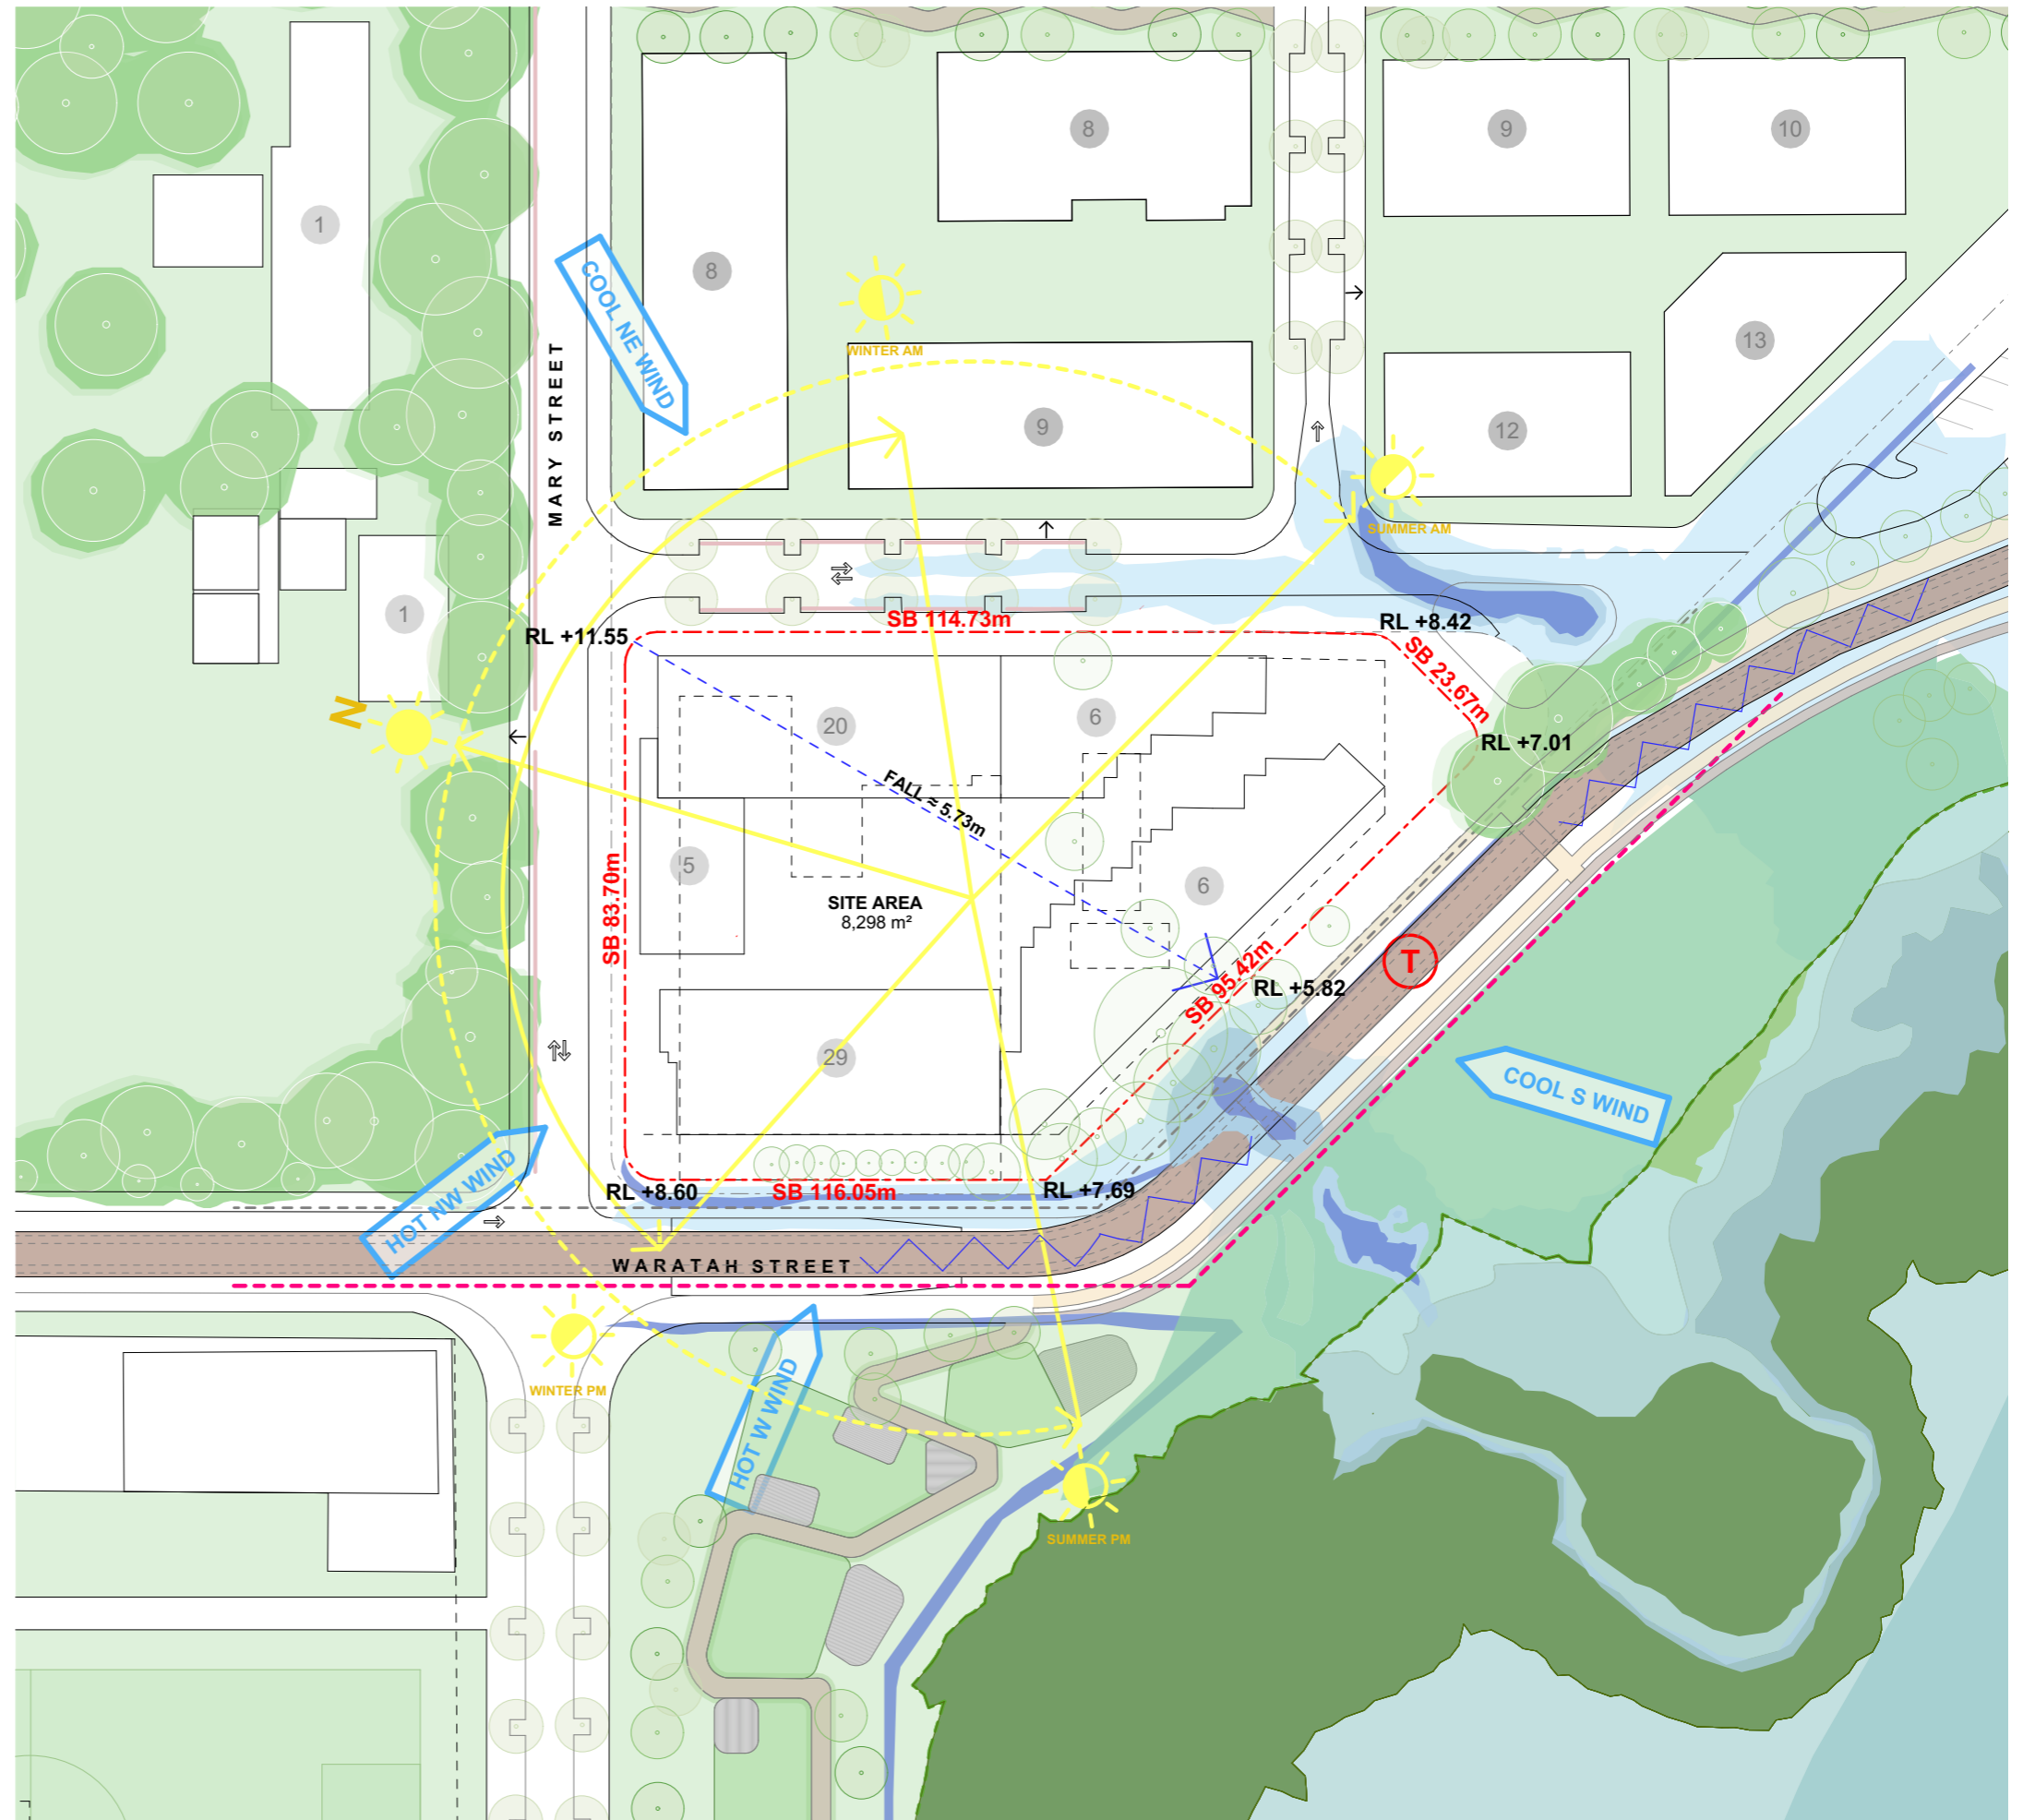 8
9
10
1
8
COOL NE WIND
13
WINTER AM
MARY STREET
9
12
SUMMER AM
1
SB 114.73m
RL +8.42
RL +11.55
SB 23.67m
N
20
6
RL +7.01
FALL ≈ 5.73m
5
SB 83.70m
6
SITE AREA
8,298 m²
T
SB 95.42m
RL +5.82
29
COOL S WIND
HOT NW WIND
RL +8.60
SB 116.05m
RL +7.69
WARATAH STREET
WINTER PM
HOT W WIND
SUMMER PM